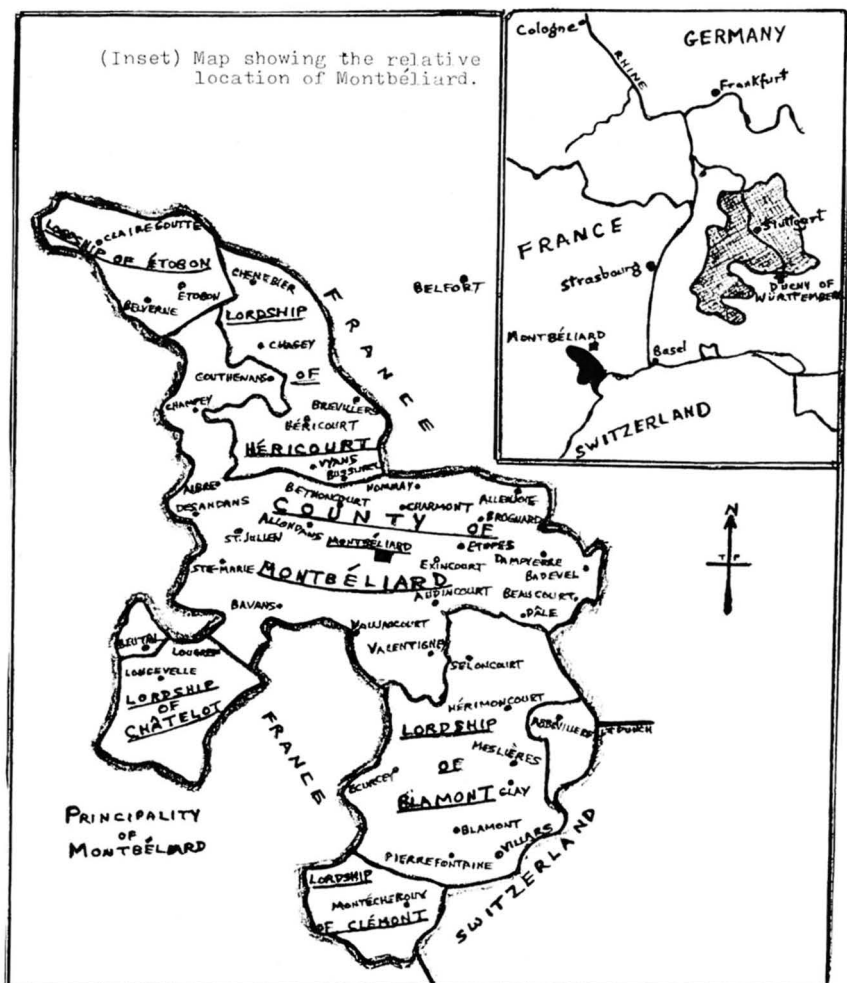 (Inset) Map showing the relative
location of Montbéliard.
Cologne
GERMANY
RHINE
Frankfurt
FRANCE
Stuttgart
Strasbourg
DUCHY OF
WÜRTTEMBERG
MONTBÉLIARD
Basel
SWITZERLAND
LORDSHIP OF ÉTOBON
CLAIREGOUTTE
ÉTOBON
BELVERNE
CHENEBIER
FRANCE
BELFORT
LORDSHIP
CHAGEY
OF
COUTHENANS
CHAMPEY
BREVILLERS
HÉRICOURT
HÉRICOURT
VYANS
BUSSUREL
AIBRE
DESANDANS
BETHONCOURT
NOMMAY
ALLENJOIE
CHARMONT
BROGNARD
COUNTY OF
ALLONDANS
ST. JULIEN
MONTBÉLIARD
ETUPES
EXINCOURT
DAMPIERRE
BADEVEL
STE-MARIE
MONTBÉLIARD
AUDINCOURT
BEAUCOURT
DÂLE
BAVANS
VALENTIGNEY
SELONCOURT
LOUGRES
LONGEVELLE
LORDSHIP
OF
CHÂTELOT
FRANCE
HÉRIMONCOURT
LORDSHIP
ABBÉVILLERS
MESLIÈRES
OF
ECURCEY
BLAMONT
GLAY
BLAMONT
VILLARS
PIERREFONTAINE
PRINCIPALITY
OF
MONTBÉLIARD
LORDSHIP
MONTÉCHEROUX
OF CLÉMONT
SWITZERLAND
N
T P